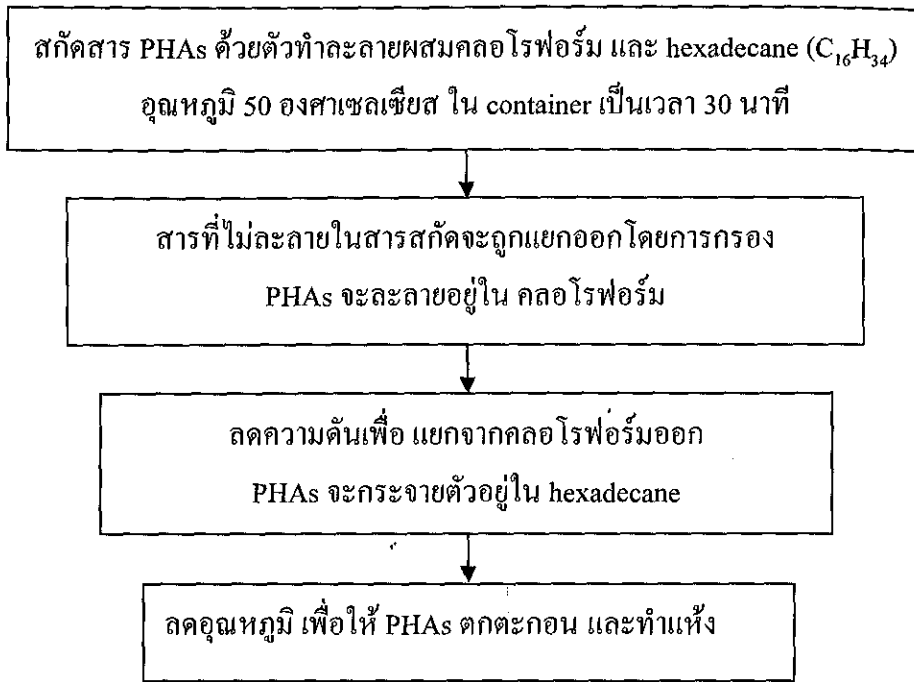 สกัดสาร PHAs ด้วยตัวทำละลายผสมคลอโรฟอร์ม และ hexadecane (C₁₆H₃₄)
อุณหภูมิ 50 องศาเซลเซียส ใน container เป็นเวลา 30 นาที
สารที่ไม่ละลายในสารสกัดจะถูกแยกออกโดยการกรอง
PHAs จะละลายอยู่ใน คลอโรฟอร์ม
ลดความดันเพื่อ แยกจากคลอโรฟอร์มออก
PHAs จะกระจายตัวอยู่ใน hexadecane
ลดอุณหภูมิ เพื่อให้ PHAs ตกตะกอน และทำแห้ง